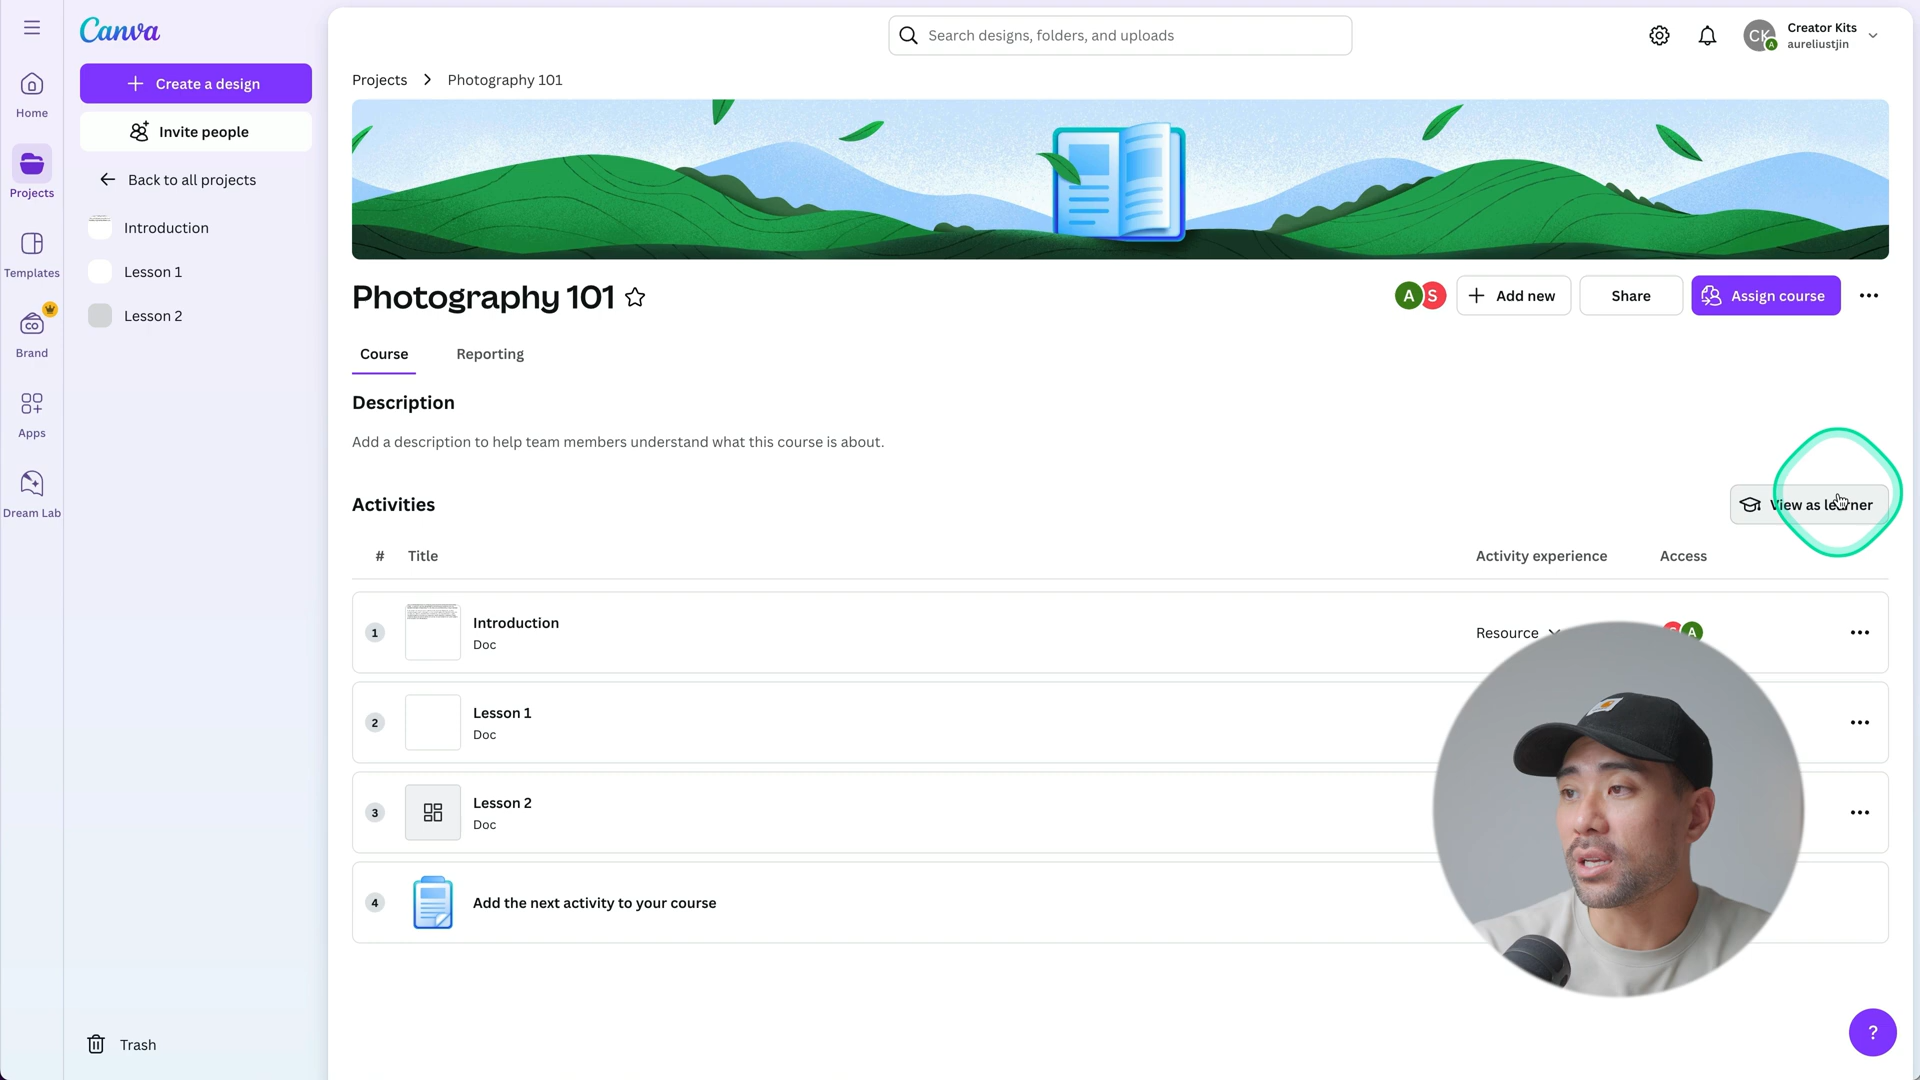 Canva
Create a design
Invite people
Back to all projects
Introduction
Lesson 1
Lesson 2
Trash
Home
Projects
Templates
CO
Brand
Apps
Dream Lab
Search designs, folders, and uploads
CK
A
Creator Kits
aureliustjin
Projects
Photography 101
Photography 101
A S
Add new
Share
Assign course
Course
Reporting
Description
Add a description to help team members understand what this course is about.
Activities
View as learner
# Title Activity experience Access
1
Introduction
Doc
Resource
A
2
Lesson 1
Doc
3
Lesson 2
Doc
4
Add the next activity to your course
?